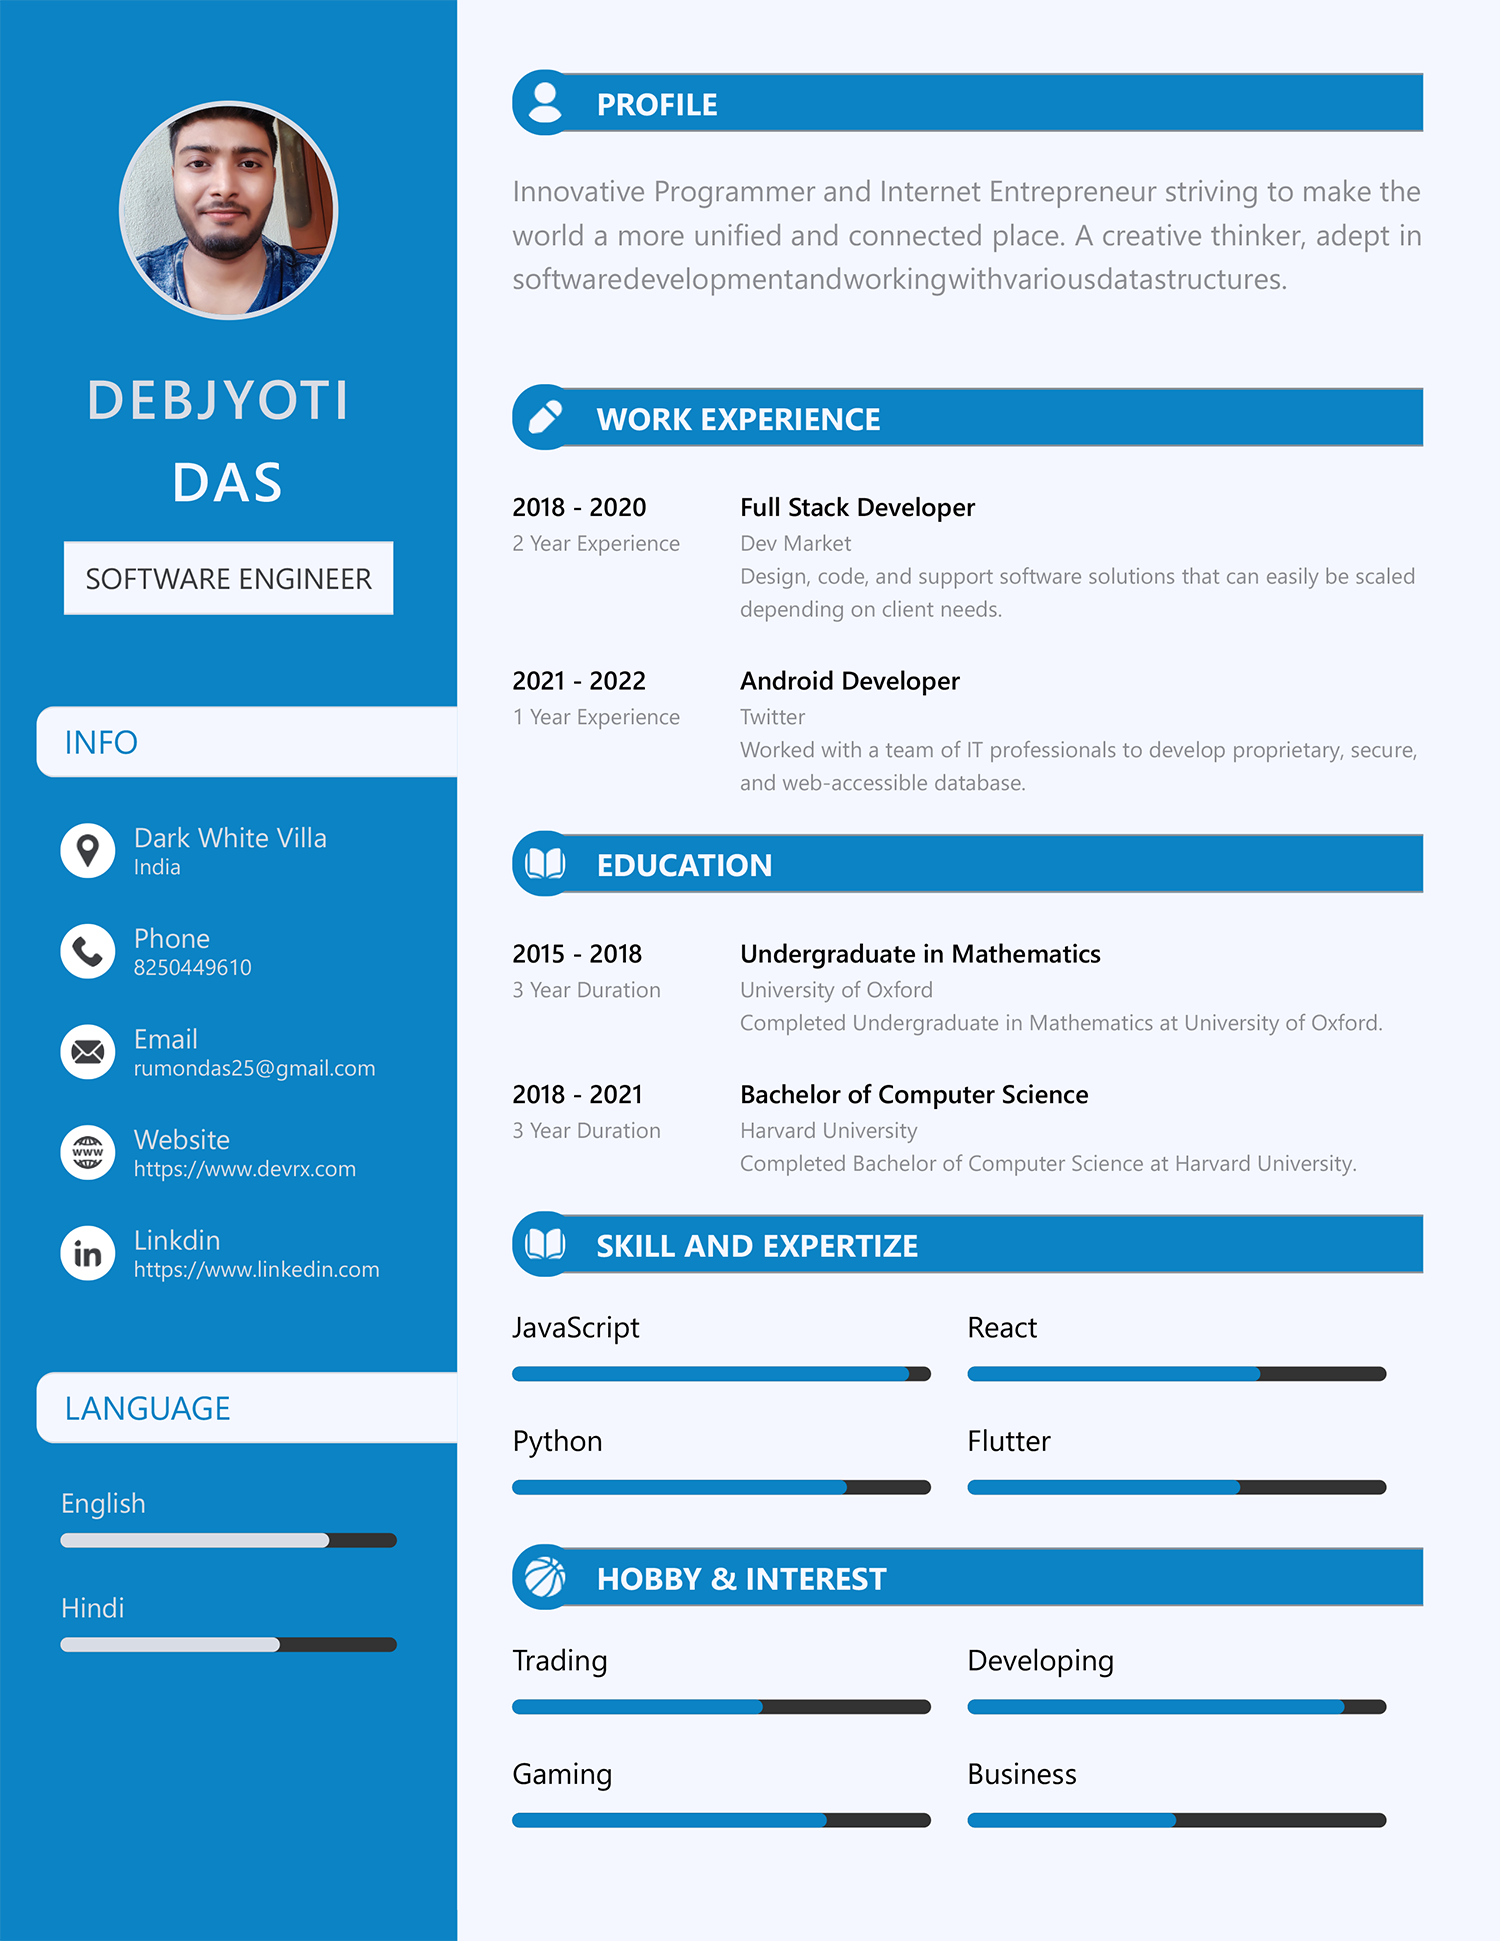 DEBJYOTI
DAS
SOFTWARE ENGINEER
INFO
Dark White Villa
India
Phone
8250449610
Email
rumondas25@gmail.com
www
Website
https://www.devrx.com
in
Linkdin
https://www.linkedin.com
LANGUAGE
English
Hindi
PROFILE
Innovative Programmer and Internet Entrepreneur striving to make the
world a more unified and connected place. A creative thinker, adept in
softwaredevelopmentandworkingwithvariousdatastructures.
WORK EXPERIENCE
2018 - 2020 Full Stack Developer
2 Year Experience Dev Market
Design, code, and support software solutions that can easily be scaled
depending on client needs.
2021 - 2022 Android Developer
1 Year Experience Twitter
Worked with a team of IT professionals to develop proprietary, secure,
and web-accessible database.
EDUCATION
2015 - 2018 Undergraduate in Mathematics
3 Year Duration University of Oxford
Completed Undergraduate in Mathematics at University of Oxford.
2018 - 2021 Bachelor of Computer Science
3 Year Duration Harvard University
Completed Bachelor of Computer Science at Harvard University.
SKILL AND EXPERTIZE
JavaScript React
Python Flutter
HOBBY & INTEREST
Trading Developing
Gaming Business